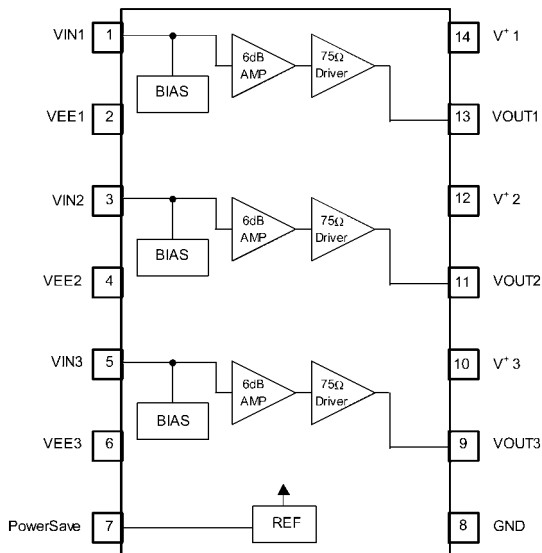 VIN1 1 14 V+ 1
6dB AMP
75Ω Driver
BIAS
VEE1 2 13 VOUT1
VIN2 3 12 V+ 2
6dB AMP
75Ω Driver
BIAS
VEE2 4 11 VOUT2
VIN3 5 10 V+ 3
6dB AMP
75Ω Driver
BIAS
VEE3 6 9 VOUT3
PowerSave 7 REF 8 GND